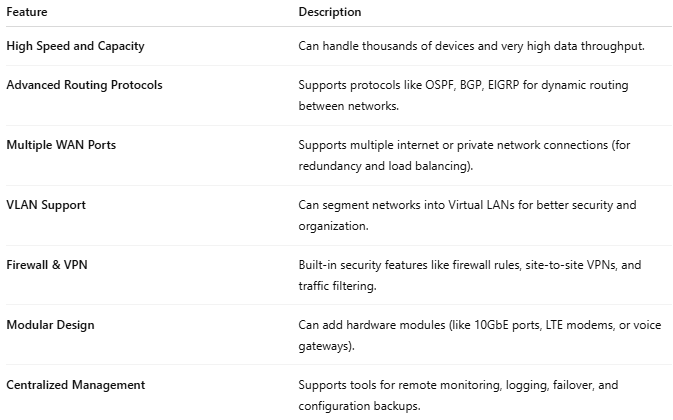 Feature Description
High Speed and Capacity Can handle thousands of devices and very high data throughput.
Advanced Routing Protocols Supports protocols like OSPF, BGP, EIGRP for dynamic routing
between networks.
Multiple WAN Ports Supports multiple internet or private network connections (for
redundancy and load balancing).
VLAN Support Can segment networks into Virtual LANs for better security and
organization.
Firewall & VPN Built-in security features like firewall rules, site-to-site VPNs, and
traffic filtering.
Modular Design Can add hardware modules (like 10GbE ports, LTE modems, or voice
gateways).
Centralized Management Supports tools for remote monitoring, logging, failover, and
configuration backups.